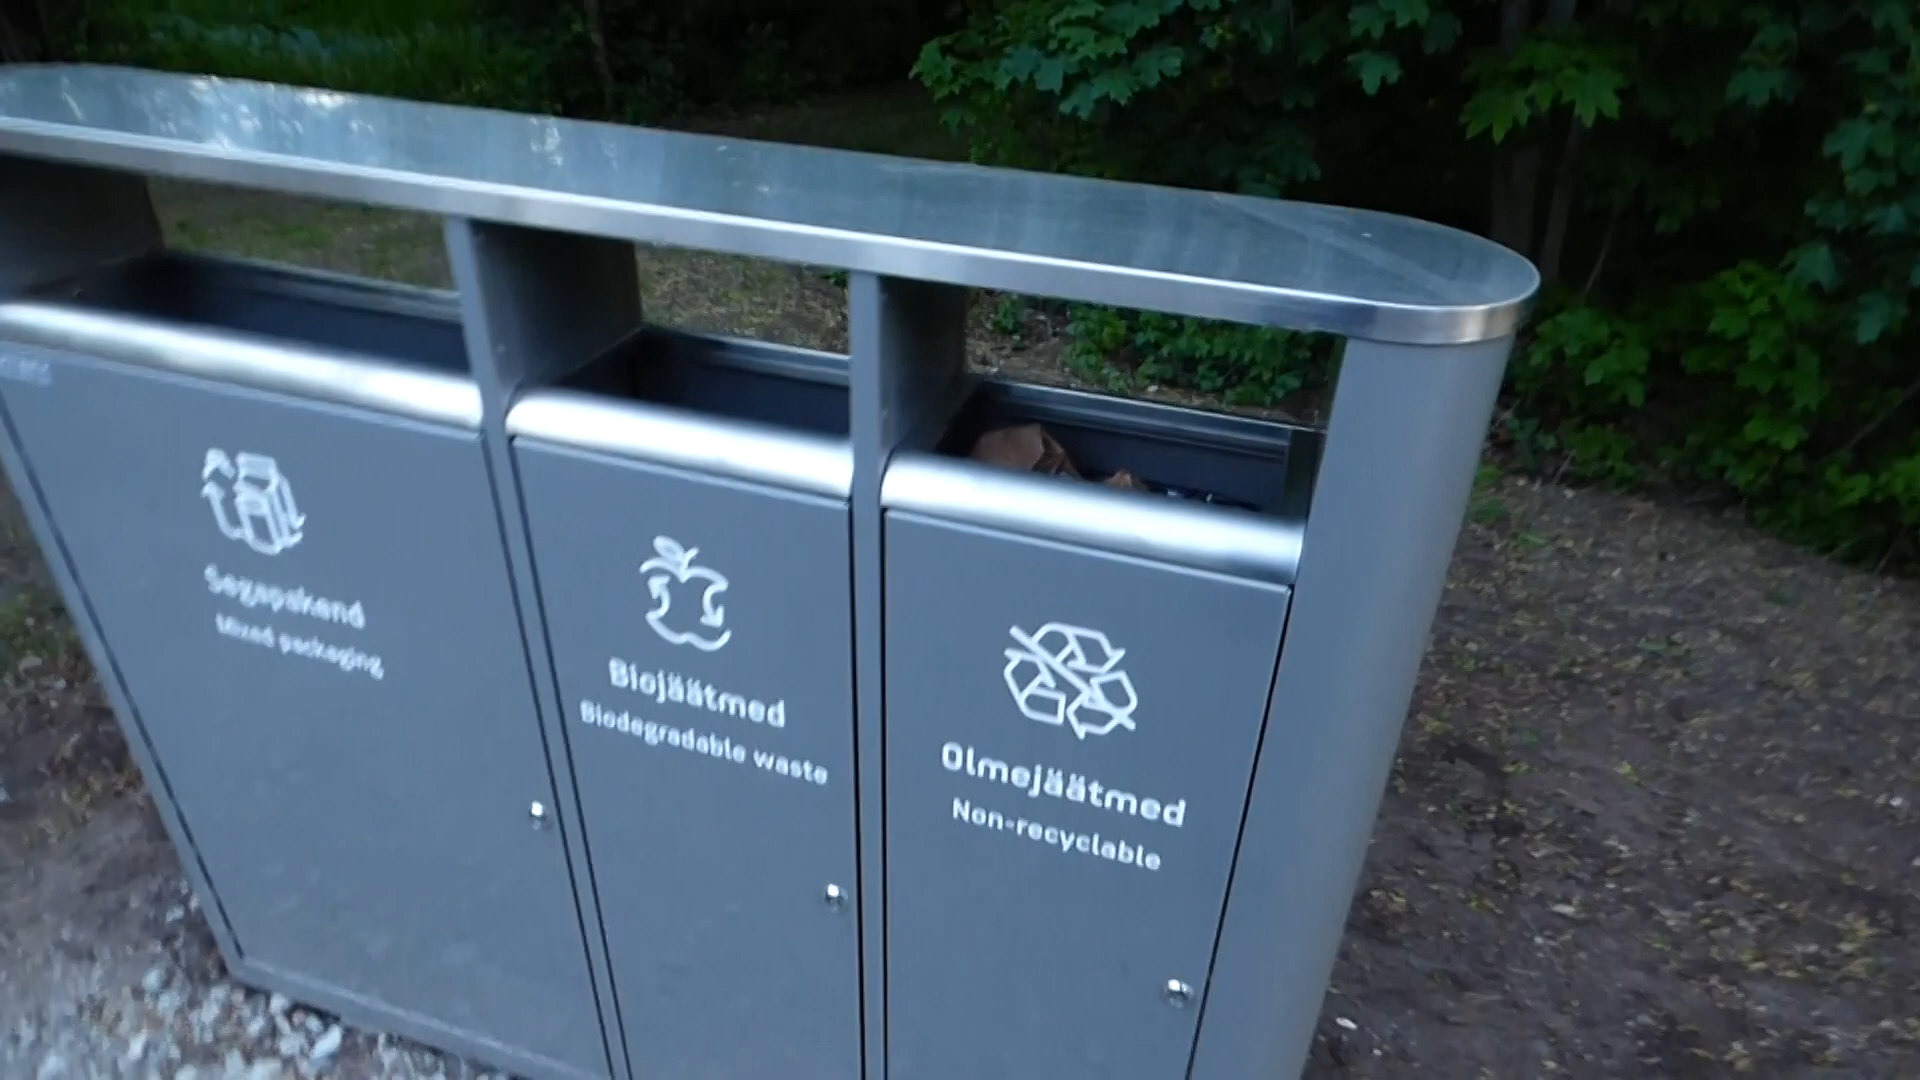 Segapakend
Mixed packaging
Biojäätmed
Biodegradable waste
Olmejäätmed
Non-recyclable